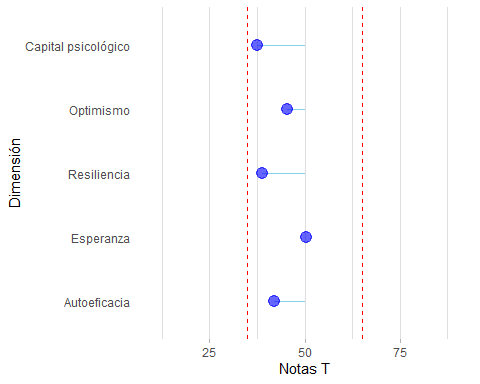 Capital psicológico
Optimismo
Resiliencia
Esperanza
Autoeficacia
Dimensión
25
50
75
Notas T